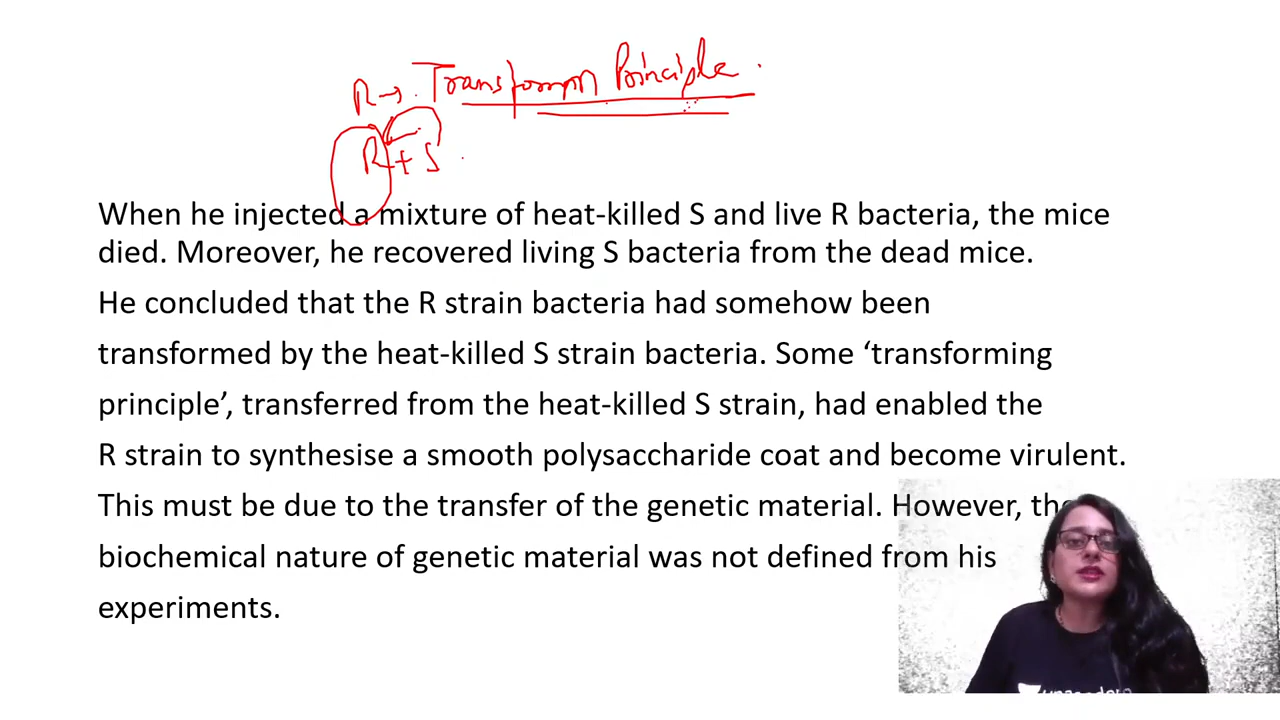 R → Transformn Principle.
R + S
When he injected a mixture of heat-killed S and live R bacteria, the mice
died. Moreover, he recovered living S bacteria from the dead mice.
He concluded that the R strain bacteria had somehow been
transformed by the heat-killed S strain bacteria. Some ‘transforming
principle’, transferred from the heat-killed S strain, had enabled the
R strain to synthesise a smooth polysaccharide coat and become virulent.
This must be due to the transfer of the genetic material. However, the
biochemical nature of genetic material was not defined from his
experiments.